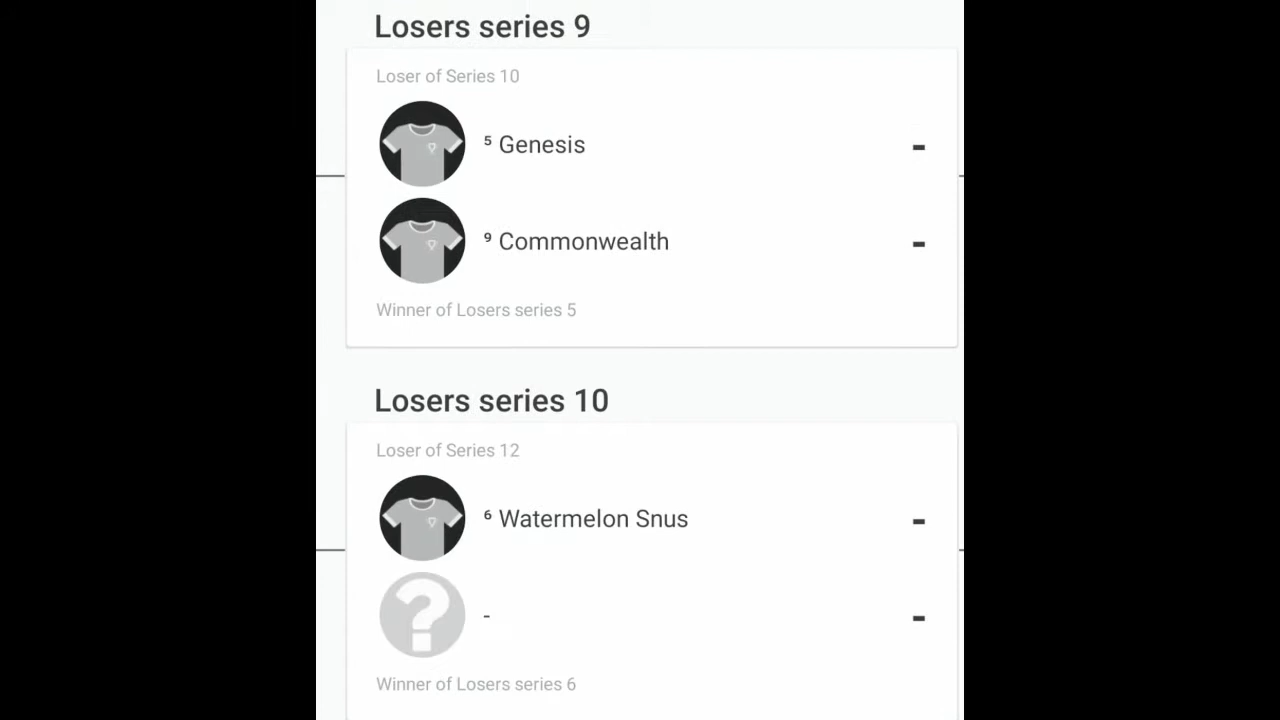 Losers series 9
Loser of Series 10
⁵ Genesis -
⁹ Commonwealth -
Winner of Losers series 5
Losers series 10
Loser of Series 12
⁶ Watermelon Snus -
? - -
Winner of Losers series 6